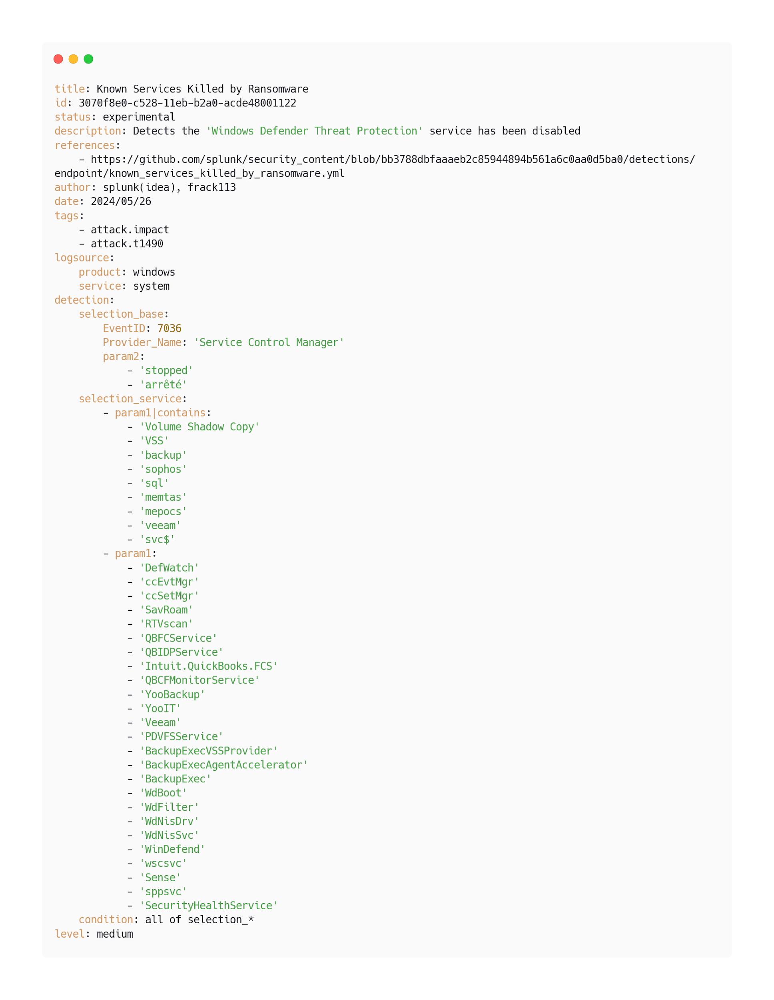 title: Known Services Killed by Ransomware
id: 3070f8e0-c528-11eb-b2a0-acde48001122
status: experimental
description: Detects the 'Windows Defender Threat Protection' service has been disabled
references:
    - https://github.com/splunk/security_content/blob/bb3788dbfaaaeb2c85944894b561a6c0aa0d5ba0/detections/
endpoint/known_services_killed_by_ransomware.yml
author: splunk(idea), frack113
date: 2024/05/26
tags:
    - attack.impact
    - attack.t1490
logsource:
    product: windows
    service: system
detection:
    selection_base:
        EventID: 7036
        Provider_Name: 'Service Control Manager'
        param2:
            - 'stopped'
            - 'arrêté'
    selection_service:
        - param1|contains:
            - 'Volume Shadow Copy'
            - 'VSS'
            - 'backup'
            - 'sophos'
            - 'sql'
            - 'memtas'
            - 'mepocs'
            - 'veeam'
            - 'svc$'
        - param1:
            - 'DefWatch'
            - 'ccEvtMgr'
            - 'ccSetMgr'
            - 'SavRoam'
            - 'RTVscan'
            - 'QBFCService'
            - 'QBIDPService'
            - 'Intuit.QuickBooks.FCS'
            - 'QBCFMonitorService'
            - 'YooBackup'
            - 'YooIT'
            - 'Veeam'
            - 'PDVFSService'
            - 'BackupExecVSSProvider'
            - 'BackupExecAgentAccelerator'
            - 'BackupExec'
            - 'WdBoot'
            - 'WdFilter'
            - 'WdNisDrv'
            - 'WdNisSvc'
            - 'WinDefend'
            - 'wscsvc'
            - 'Sense'
            - 'sppsvc'
            - 'SecurityHealthService'
    condition: all of selection_*
level: medium